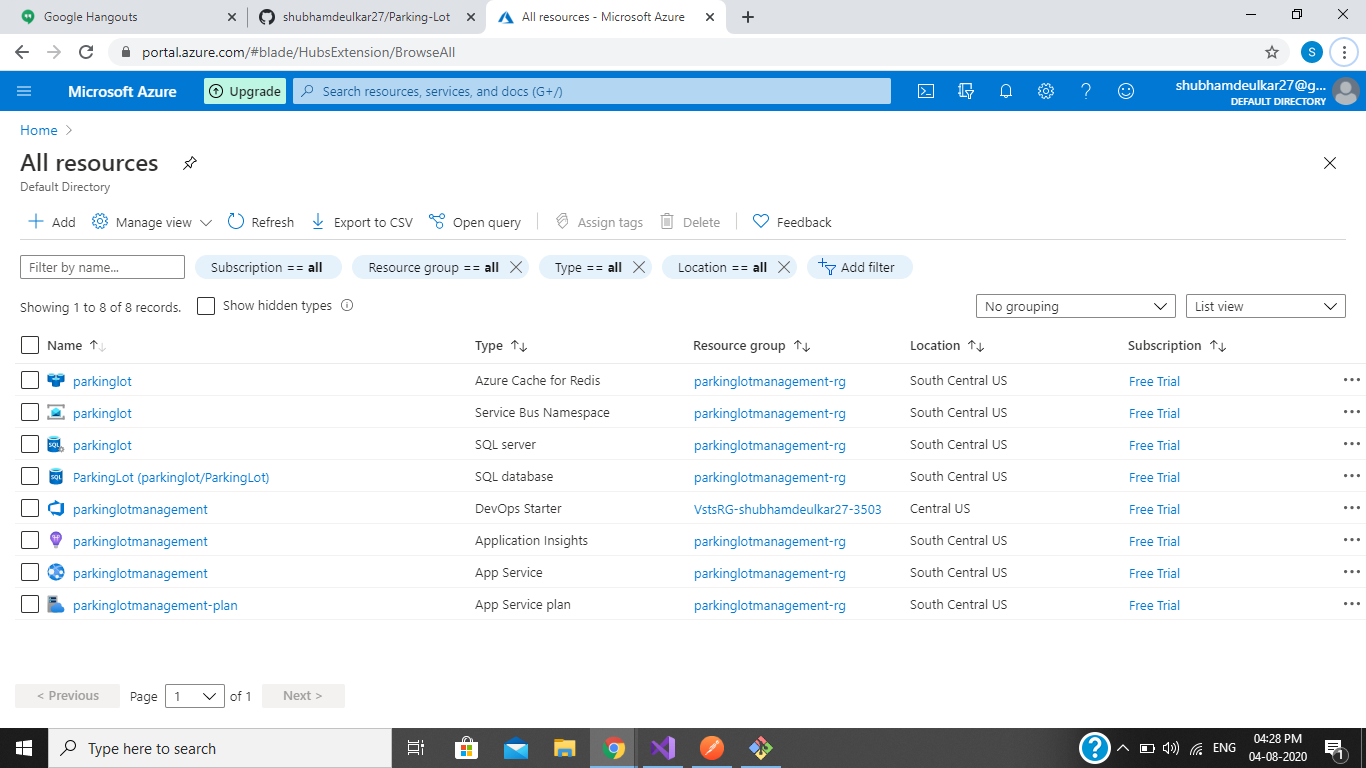 Google Hangouts
shubhamdeulkar27/Parking-Lot
All resources - Microsoft Azure
portal.azure.com/#blade/HubsExtension/BrowseAll
S
Microsoft Azure
Upgrade
Search resources, services, and docs (G+/)
shubhamdeulkar27@g...
DEFAULT DIRECTORY
Home
All resources
Default Directory
Add Manage view Refresh Export to CSV Open query Assign tags Delete Feedback
Filter by name... Subscription == all Resource group == all Type == all Location == all Add filter
Showing 1 to 8 of 8 records. Show hidden types No grouping List view
Name Type Resource group Location Subscription
parkinglot Azure Cache for Redis parkinglotmanagement-rg South Central US Free Trial
parkinglot Service Bus Namespace parkinglotmanagement-rg South Central US Free Trial
SQL parkinglot SQL server parkinglotmanagement-rg South Central US Free Trial
SQL ParkingLot (parkinglot/ParkingLot) SQL database parkinglotmanagement-rg South Central US Free Trial
parkinglotmanagement DevOps Starter VstsRG-shubhamdeulkar27-3503 Central US Free Trial
parkinglotmanagement Application Insights parkinglotmanagement-rg South Central US Free Trial
parkinglotmanagement App Service parkinglotmanagement-rg South Central US Free Trial
parkinglotmanagement-plan App Service plan parkinglotmanagement-rg South Central US Free Trial
< Previous Page 1 of 1 Next >
Type here to search
ENG
04:28 PM
04-08-2020
1